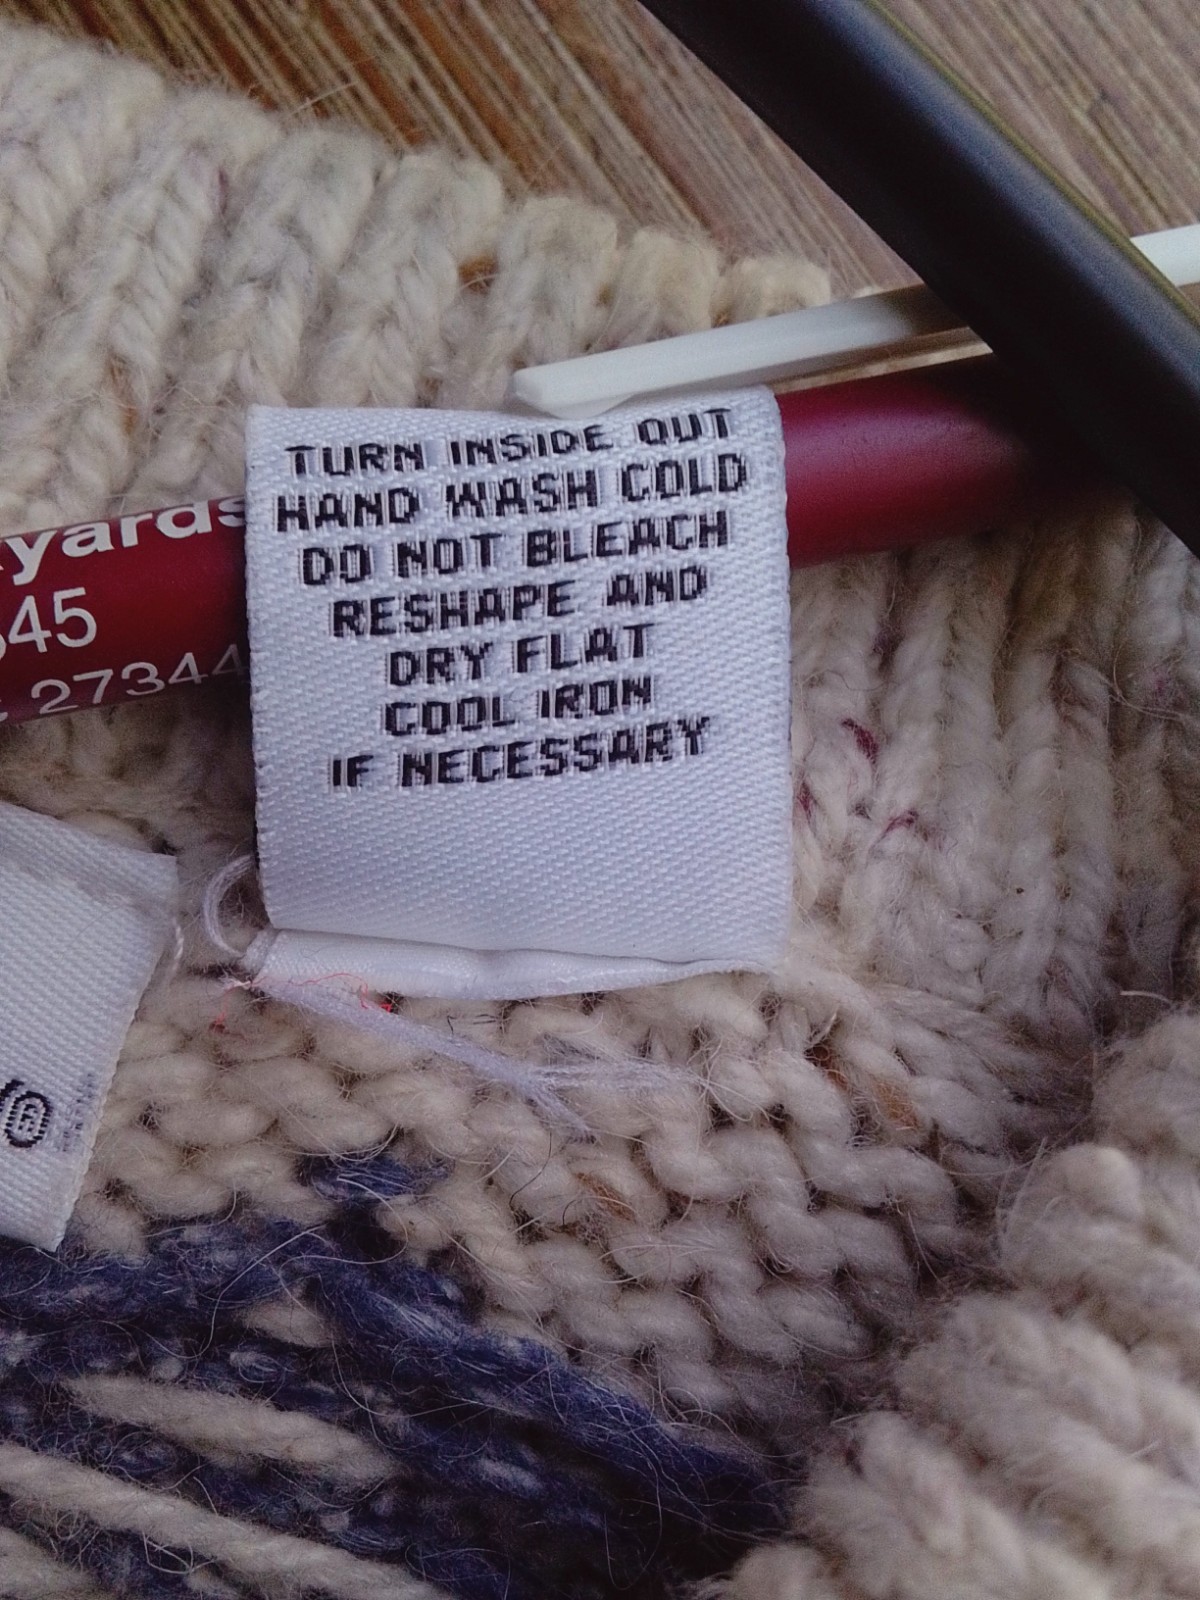 TURN INSIDE OUT
HAND WASH COLD
DO NOT BLEACH
RESHAPE AND
DRY FLAT
COOL IRON
IF NECESSARY
yards
45
27344
®